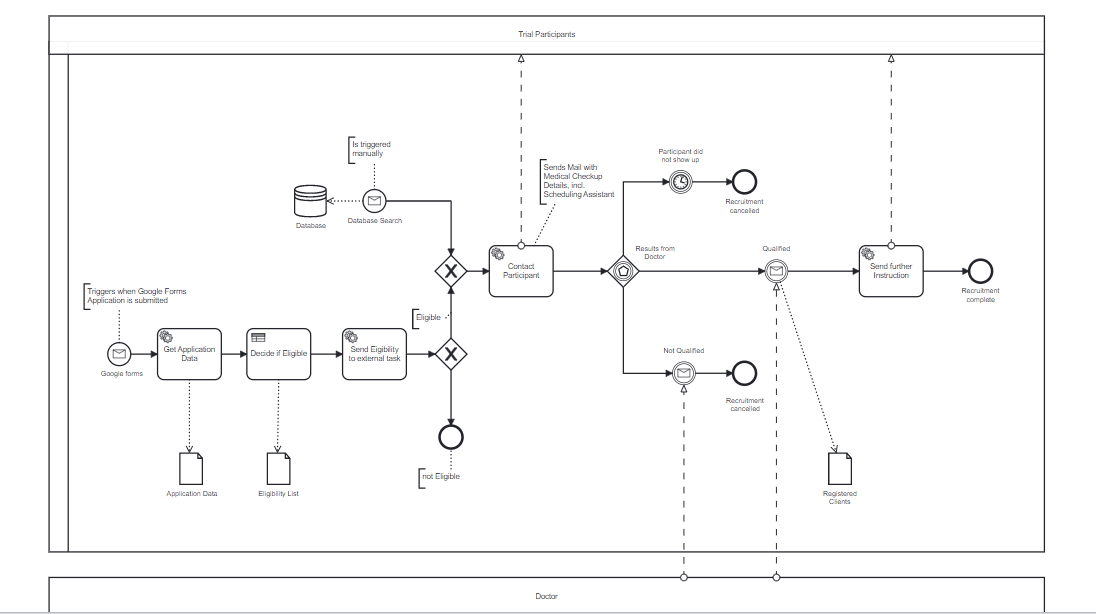 Trial Participants
Is triggered
manually
Database
Database Search
Sends Mail with
Medical Checkup
Details, incl.
Scheduling Assistant
Participant did
not show up
Recruitment
cancelled
Triggers when Google Forms
Application is submitted
Google forms
Get Application
Data
Decide if Eligible
Send Eigibility
to external task
Eligible
Contact
Participant
Results from
Doctor
Qualified
Send further
Instruction
Recruitment
complete
Not Qualified
Recruitment
cancelled
not Eligible
Application Data
Eligibility List
Registered
Clients
Doctor